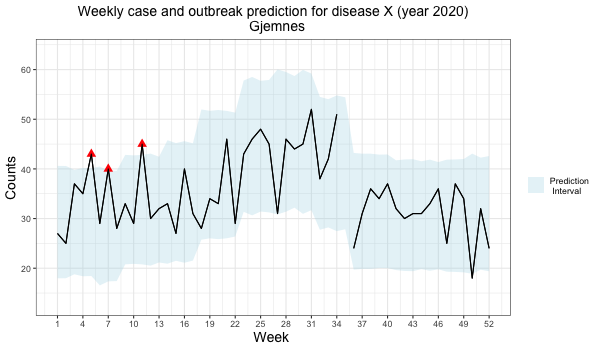 Weekly case and outbreak prediction for disease X (year 2020)
Gjemnes
Counts
60
50
40
30
20
1 4 7 10 13 16 19 22 25 28 31 34 37 40 43 46 49 52
Week
Prediction
Interval